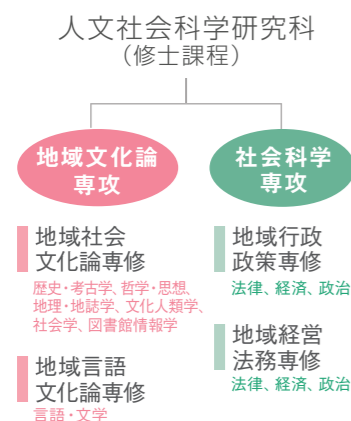 人文社会科学研究科
（修士課程）
地域文化論
専攻
地域社会
文化論専修
歴史・考古学、哲学・思想、
地理・地誌学、文化人類学、
社会学、図書館情報学
地域言語
文化論専修
言語・文学
社会科学
専攻
地域行政
政策専修
法律、経済、政治
地域経営
法務専修
法律、経済、政治